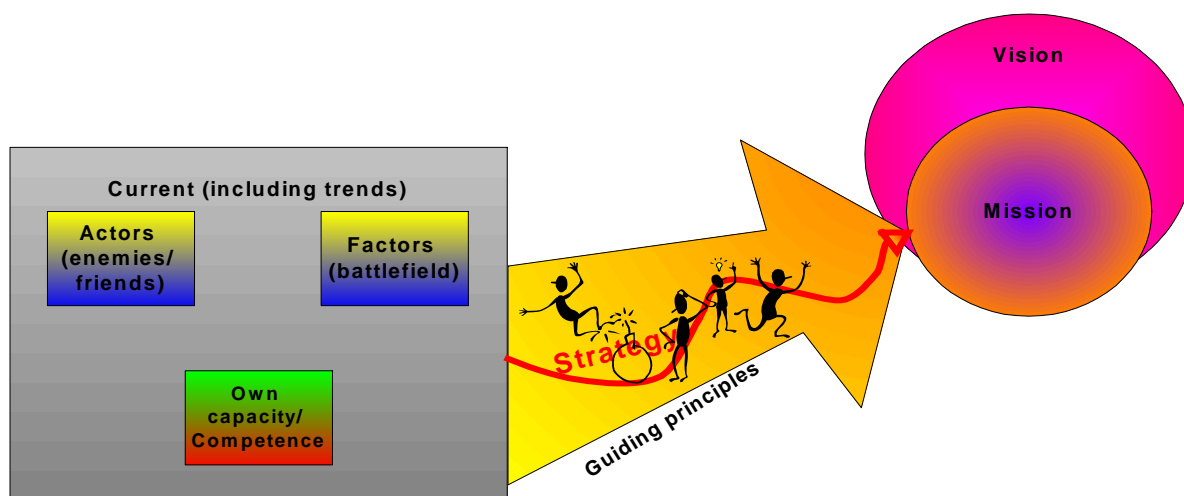 Vision
Mission
Current (including trends)
Actors
(enemies/
friends)
Factors
(battlefield)
Own
capacity/
Competence
Strategy
Guiding principles